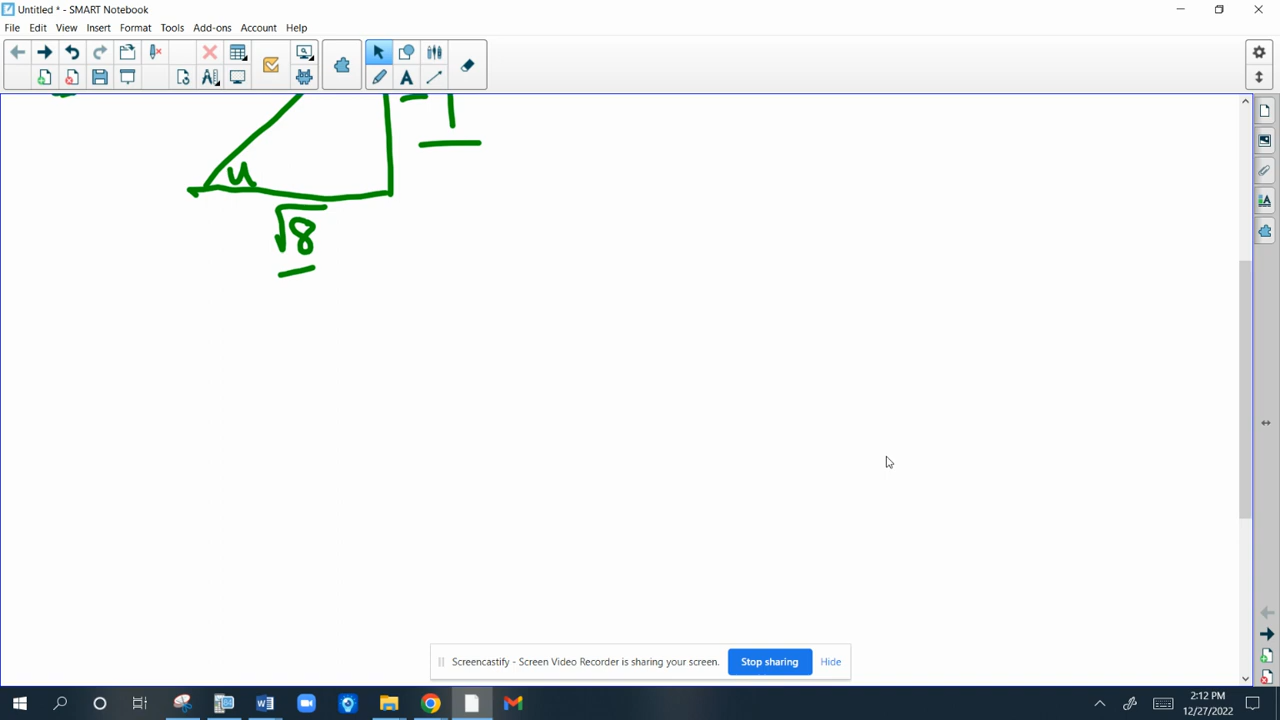 Untitled * - SMART Notebook
File Edit View Insert Format Tools Add-ons Account Help
u
√8
Screencastify - Screen Video Recorder is sharing your screen. Stop sharing Hide
2:12 PM
12/27/2022